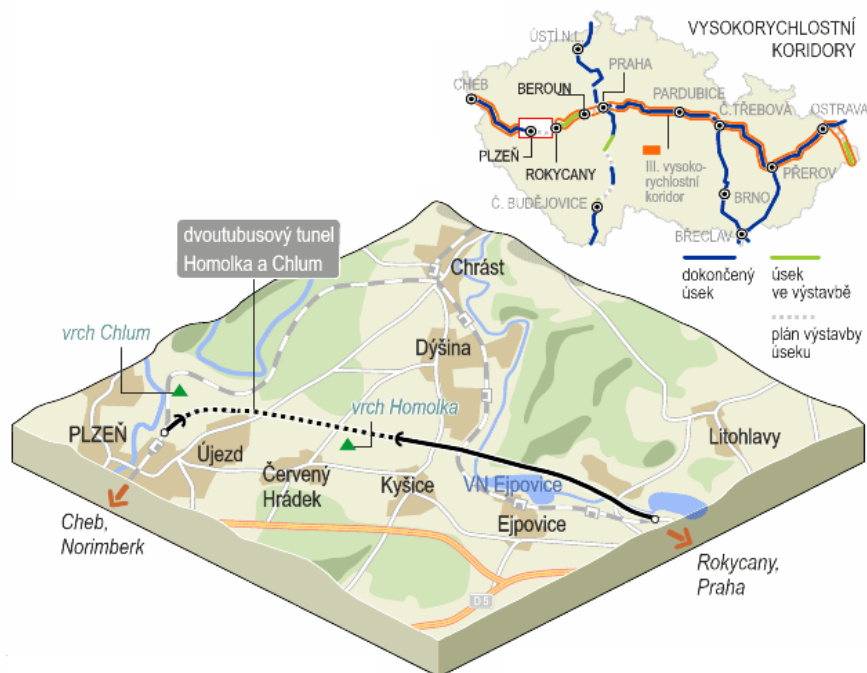 VYSOKORYCHLOSTNÍ
KORIDORY
ÚSTÍ N.L.
PRAHA
CHEB
BEROUN
PARDUBICE
Č.TŘEBOVÁ
OSTRAVA
PLZEŇ
ROKYCANY
III. vysoko-
rychlostní
koridor
PŘEROV
BRNO
Č. BUDĚJOVICE
BŘECLAV
dokončený
úsek
úsek
ve výstavbě
plán výstavby
úseku
dvoutubusový tunel
Homolka a Chlum
Chrást
vrch Chlum
Dýšina
vrch Homolka
PLZEŇ
Újezd
Litohlavy
Červený
Hrádek
Kyšice
VN Ejpovice
Ejpovice
Cheb,
Norimberk
Rokycany,
Praha
D5